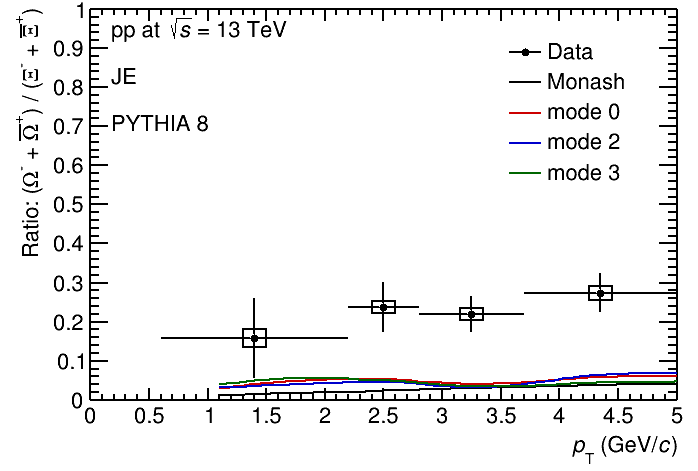 Ratio: (Ω⁻ + Ω̅⁺) / (Ξ⁻ + Ξ̅⁺)
1
0.9
0.8
0.7
0.6
0.5
0.4
0.3
0.2
0.1
0
pp at √s = 13 TeV
JE
PYTHIA 8
Data
Monash
mode 0
mode 2
mode 3
0 0.5 1 1.5 2 2.5 3 3.5 4 4.5 5
p_T (GeV/c)